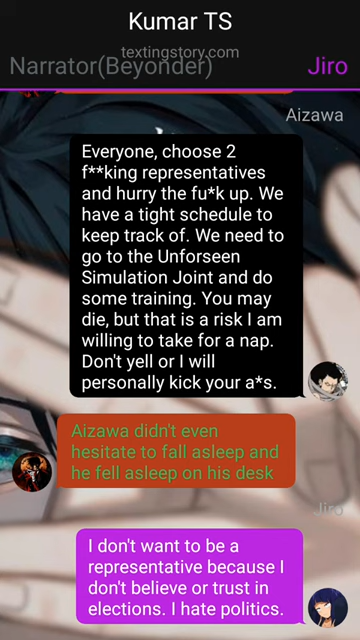 Kumar TS
textingstory.com
Narrator(Beyonder)
Jiro
Aizawa
Everyone, choose 2
f**king representatives
and hurry the fu*k up. We
have a tight schedule to
keep track of. We need to
go to the Unforseen
Simulation Joint and do
some training. You may
die, but that is a risk I am
willing to take for a nap.
Don't yell or I will
personally kick your a*s.
Aizawa didn't even
hesitate to fall asleep and
he fell asleep on his desk
Jiro
I don't want to be a
representative because I
don't believe or trust in
elections. I hate politics.